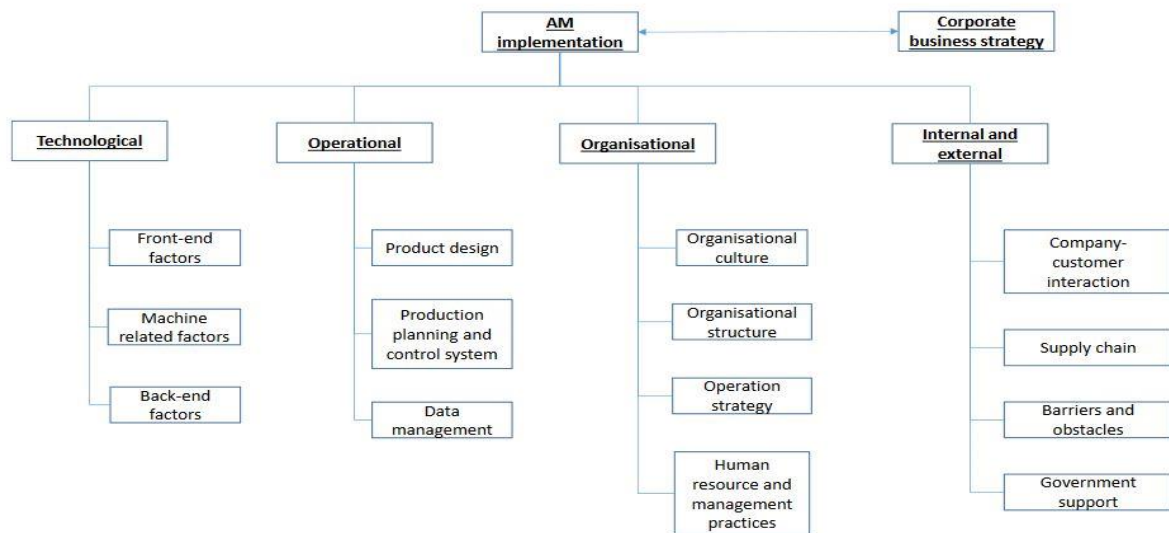 AM
implementation
Corporate
business strategy
Technological
Operational
Organisational
Internal and
external
Front-end
factors
Machine
related factors
Back-end
factors
Product design
Production
planning and
control system
Data
management
Organisational
culture
Organisational
structure
Operation
strategy
Human
resource and
management
practices
Company-
customer
interaction
Supply chain
Barriers and
obstacles
Government
support